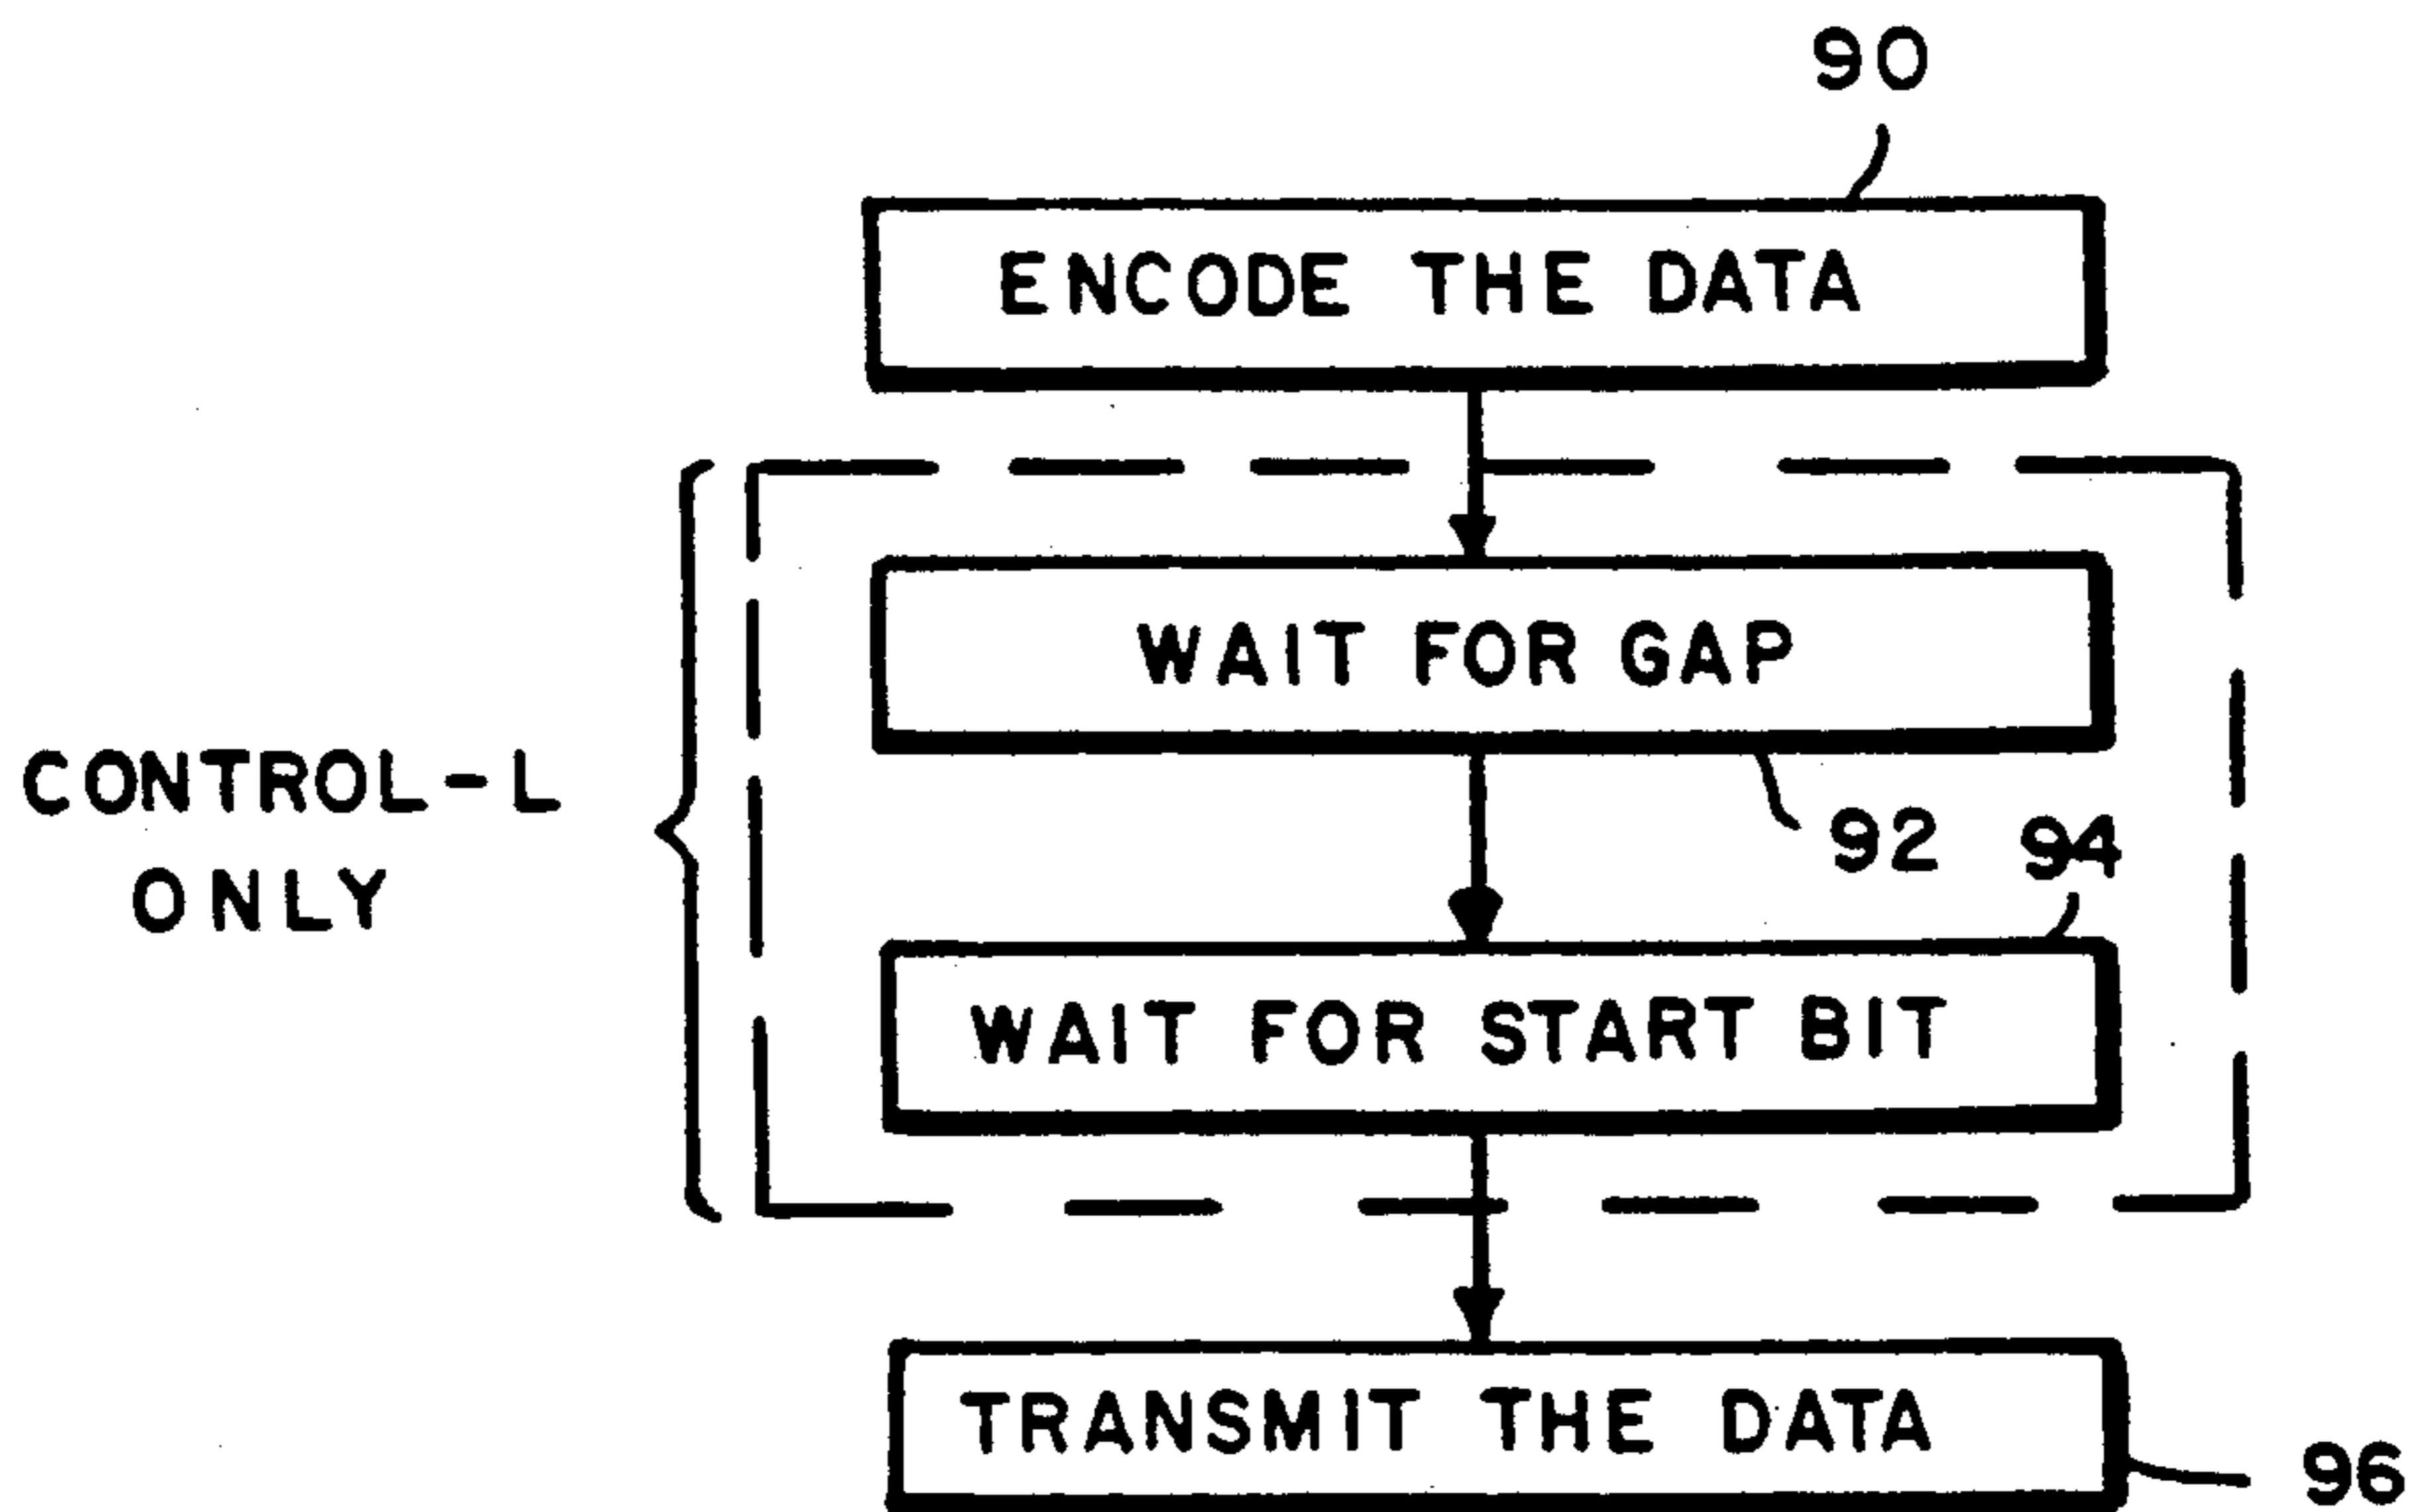 90
ENCODE THE DATA
WAIT FOR GAP
CONTROL-L
ONLY
92
94
WAIT FOR START BIT
TRANSMIT THE DATA
96